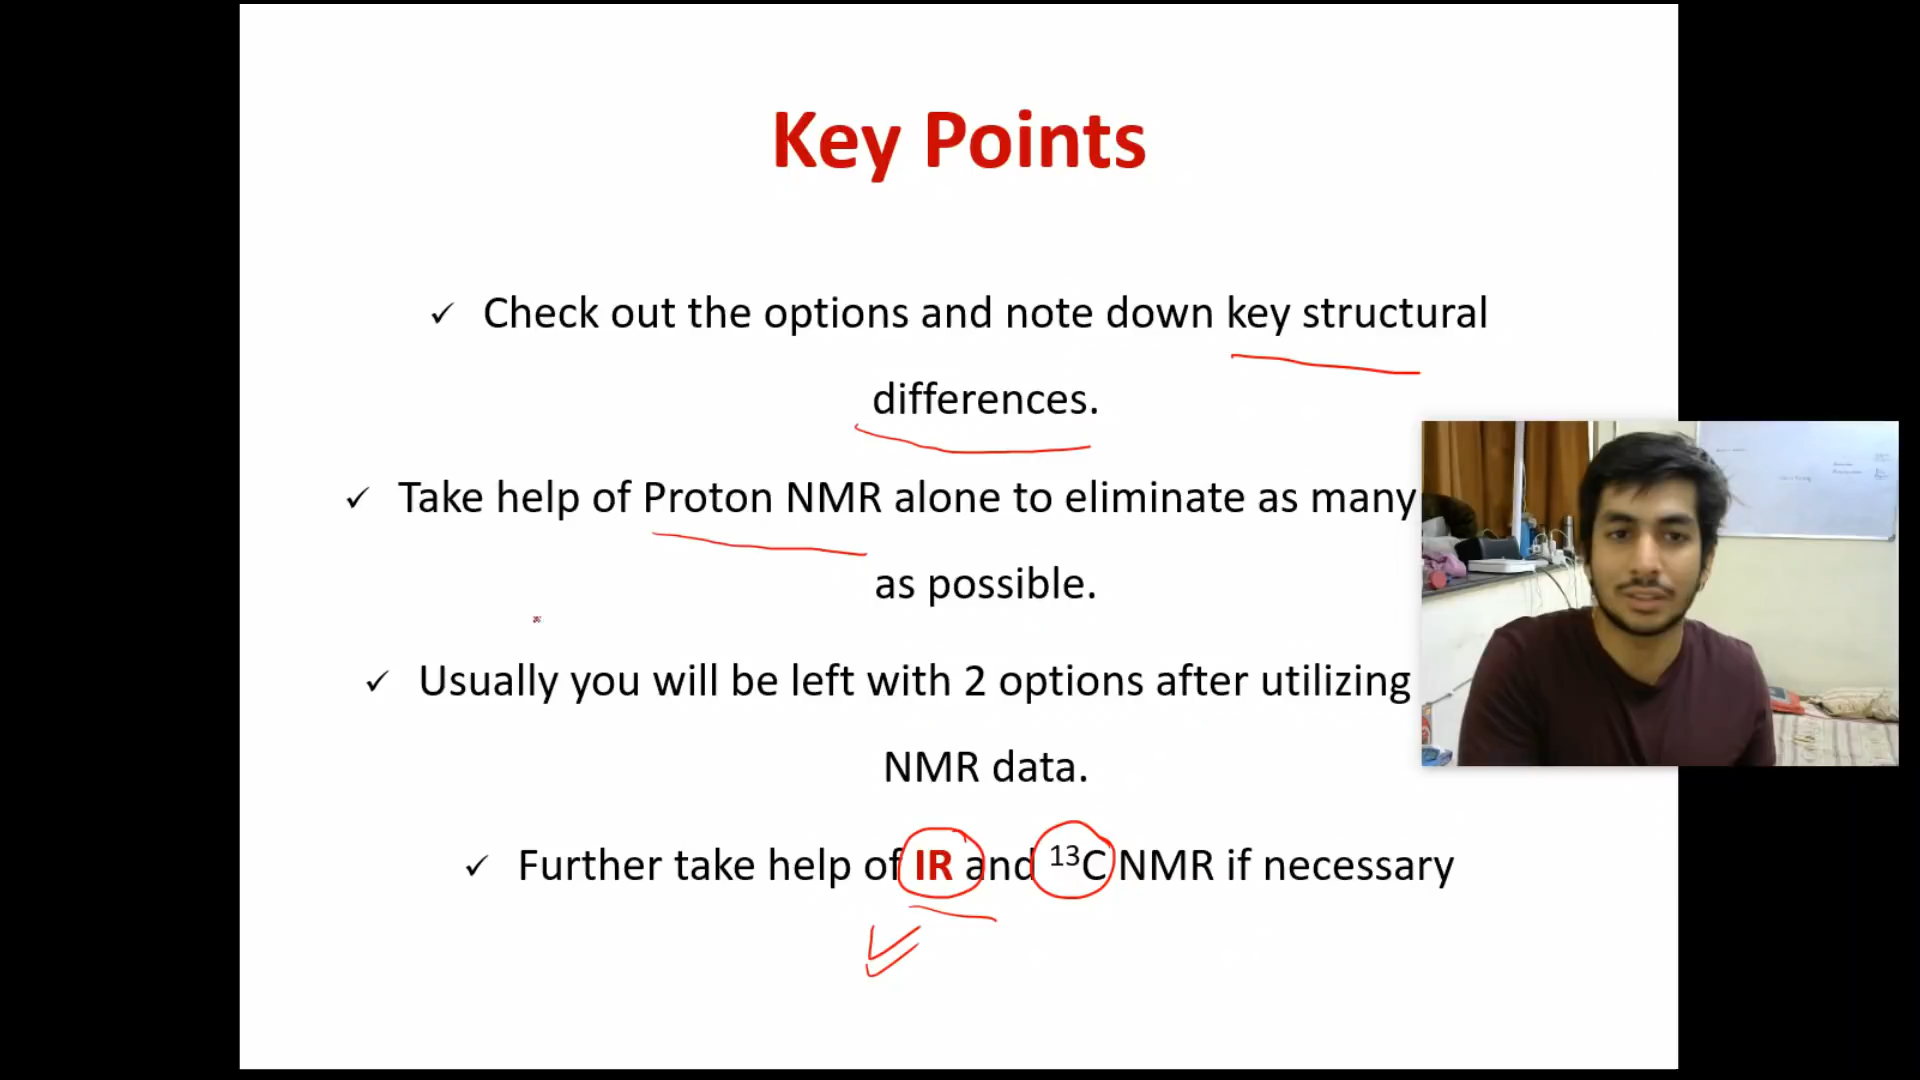 Key Points
✓ Check out the options and note down key structural
differences.
✓ Take help of Proton NMR alone to eliminate as many
as possible.
✓ Usually you will be left with 2 options after utilizing
NMR data.
✓ Further take help of IR and ¹³C NMR if necessary